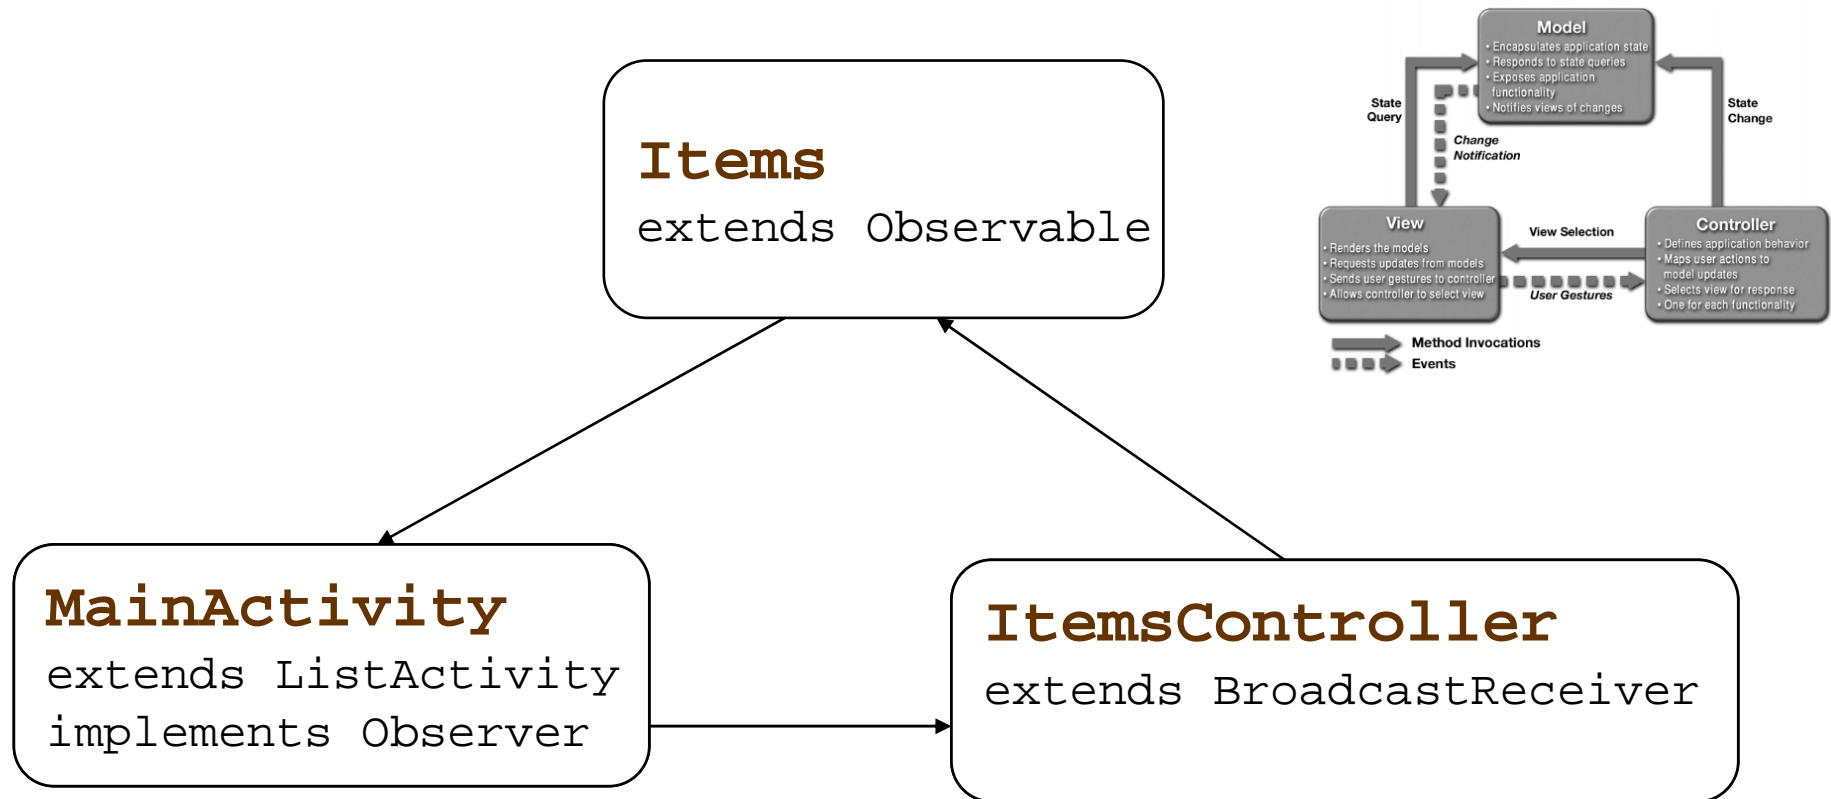 Items
extends Observable
MainActivity
extends ListActivity
implements Observer
ItemsController
extends BroadcastReceiver
Model
• Encapsulates application state
• Responds to state queries
• Exposes application
functionality
• Notifies views of changes
State
Query
Change
Notification
State
Change
View
• Renders the models
• Requests updates from models
• Sends user gestures to controller
• Allows controller to select view
View Selection
User Gestures
Controller
• Defines application behavior
• Maps user actions to
model updates
• Selects view for response
• One for each functionality
Method Invocations
Events